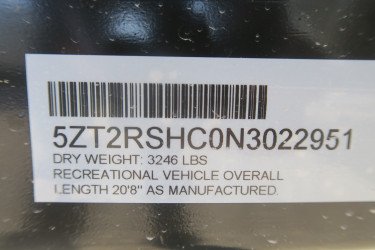 5ZT2RSHC0N3022951
DRY WEIGHT: 3246 LBS
RECREATIONAL VEHICLE OVERALL
LENGTH 20'8" AS MANUFACTURED.